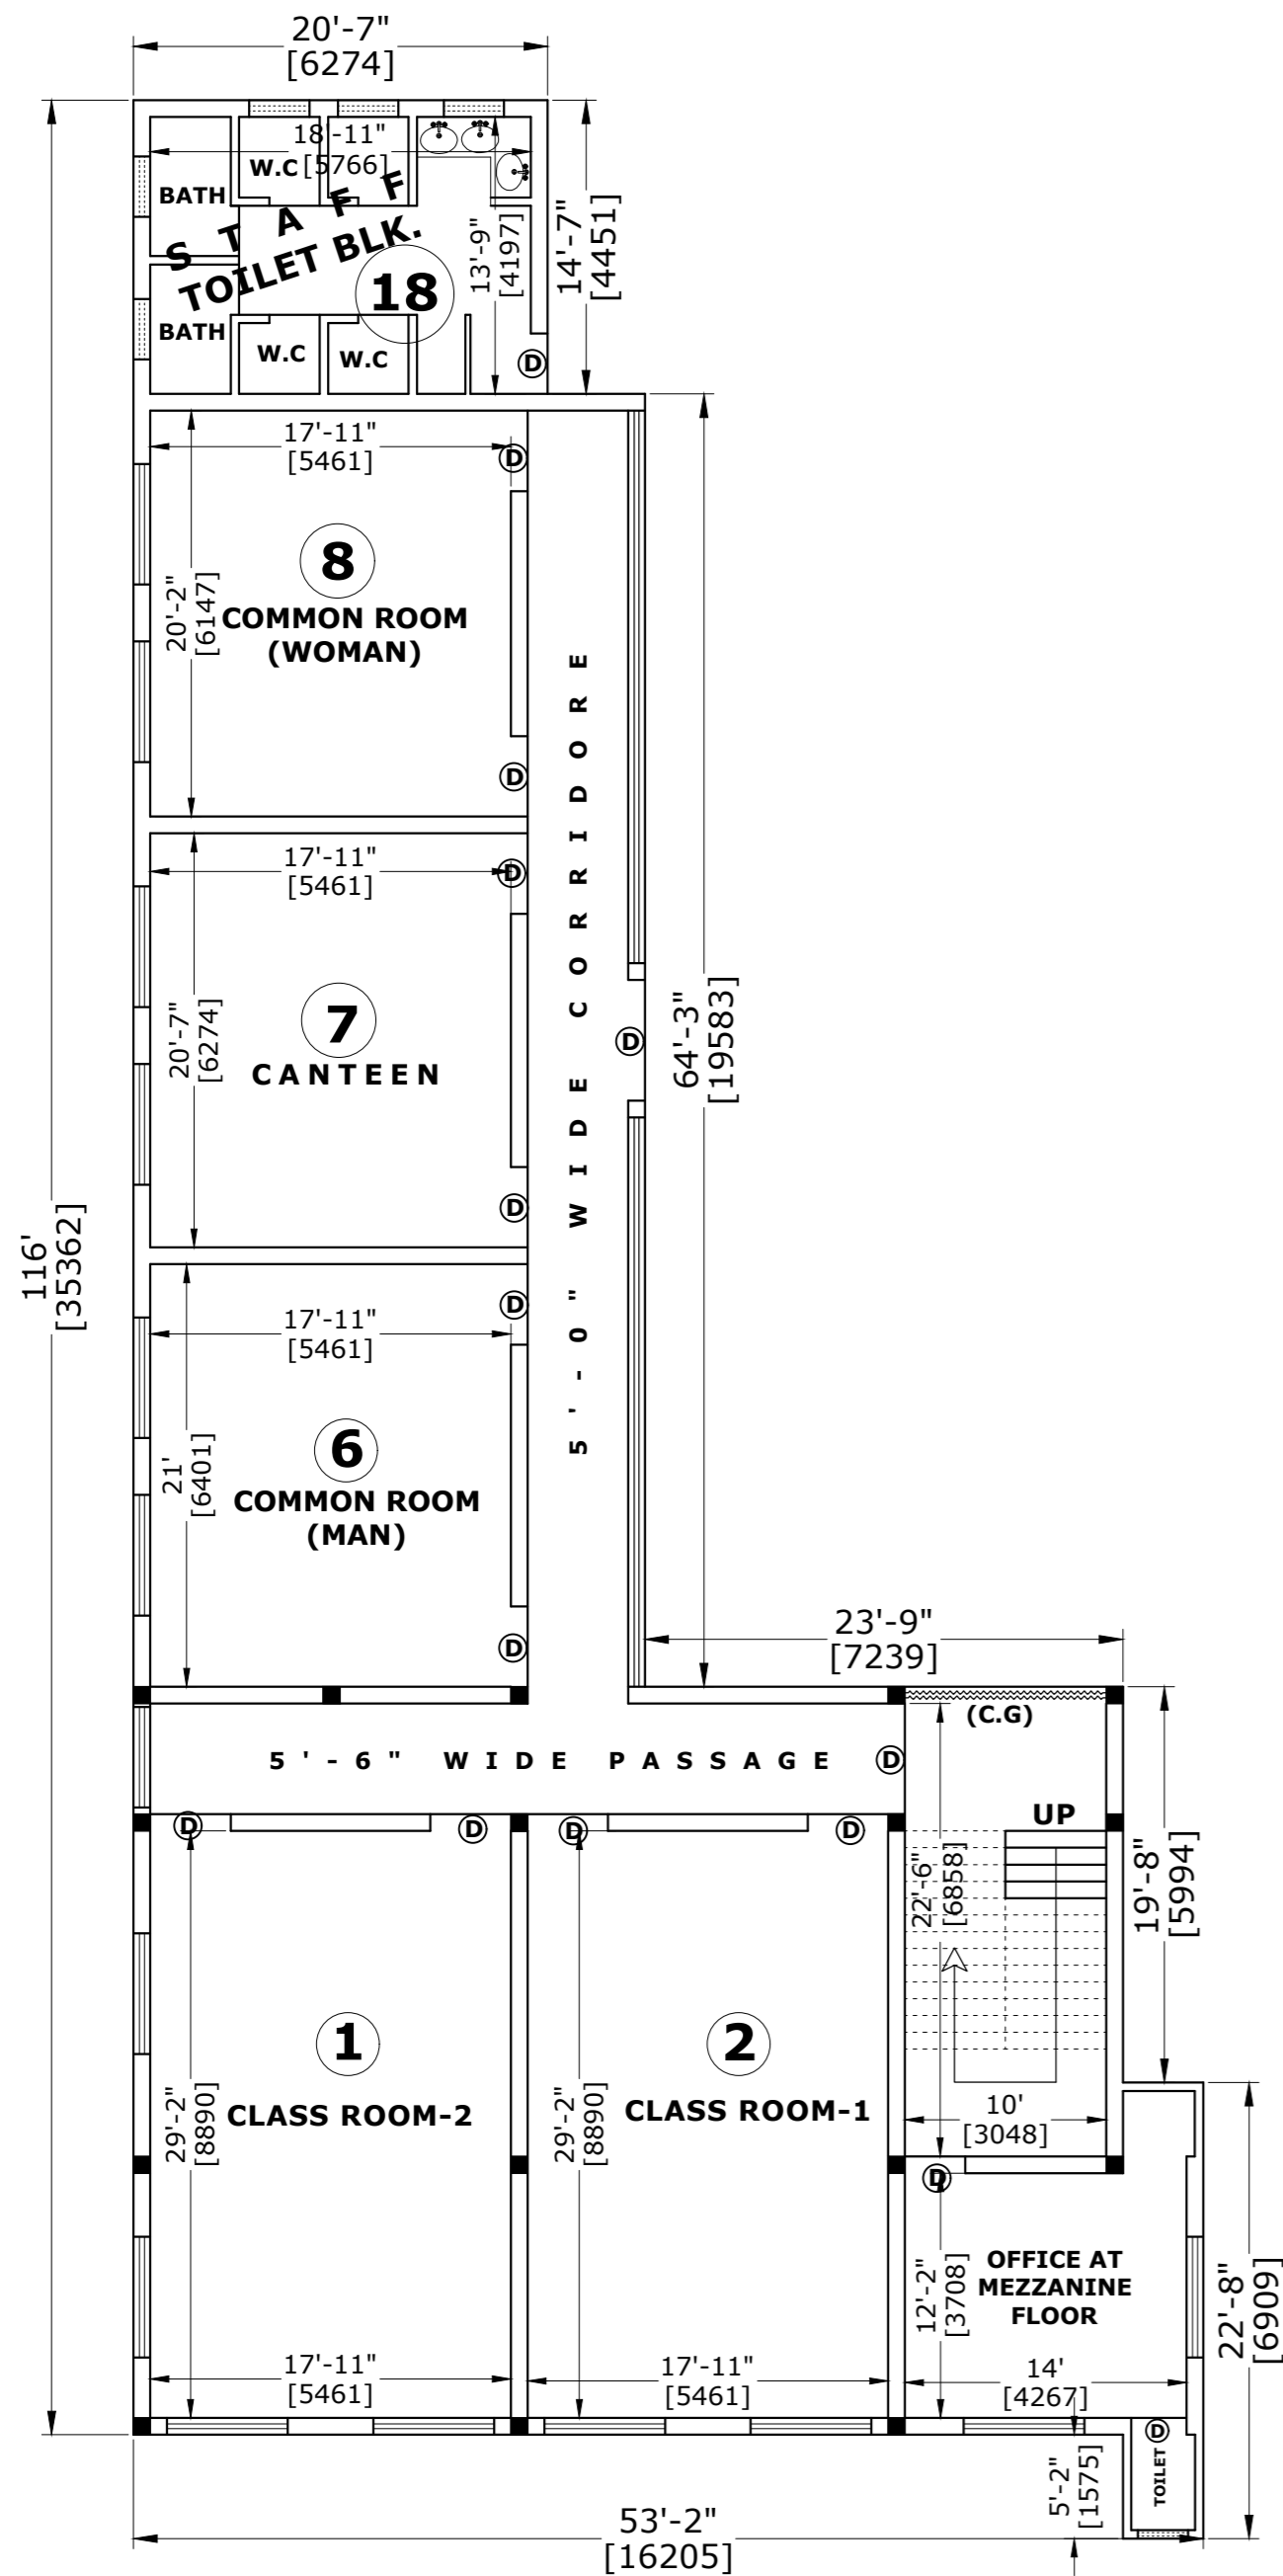 20'-7"
[6274]
18'-11"
[5766]
W.C
BATH
S T A F F
TOILET BLK.
18
13'-9"
[4197]
14'-7"
[4451]
BATH
W.C
W.C
D
17'-11"
[5461]
D
8
20'-2"
[6147]
COMMON ROOM
(WOMAN)
D
17'-11"
[5461]
D
7
20'-7"
[6274]
CANTEEN
D
D
5'-0" WIDE CORRIDORE
64'-3"
[19583]
116'
[35362]
17'-11"
[5461]
D
6
21'
[6401]
COMMON ROOM
(MAN)
D
23'-9"
[7239]
(C.G)
5'-6" WIDE PASSAGE
D
UP
D
D
D
D
22'-6"
[6858]
19'-8"
[5994]
1
CLASS ROOM-2
29'-2"
[8890]
2
CLASS ROOM-1
29'-2"
[8890]
10'
[3048]
D
OFFICE AT
MEZZANINE
FLOOR
12'-2"
[3708]
22'-8"
[6909]
17'-11"
[5461]
17'-11"
[5461]
14'
[4267]
D
TOILET
5'-2"
[1575]
53'-2"
[16205]